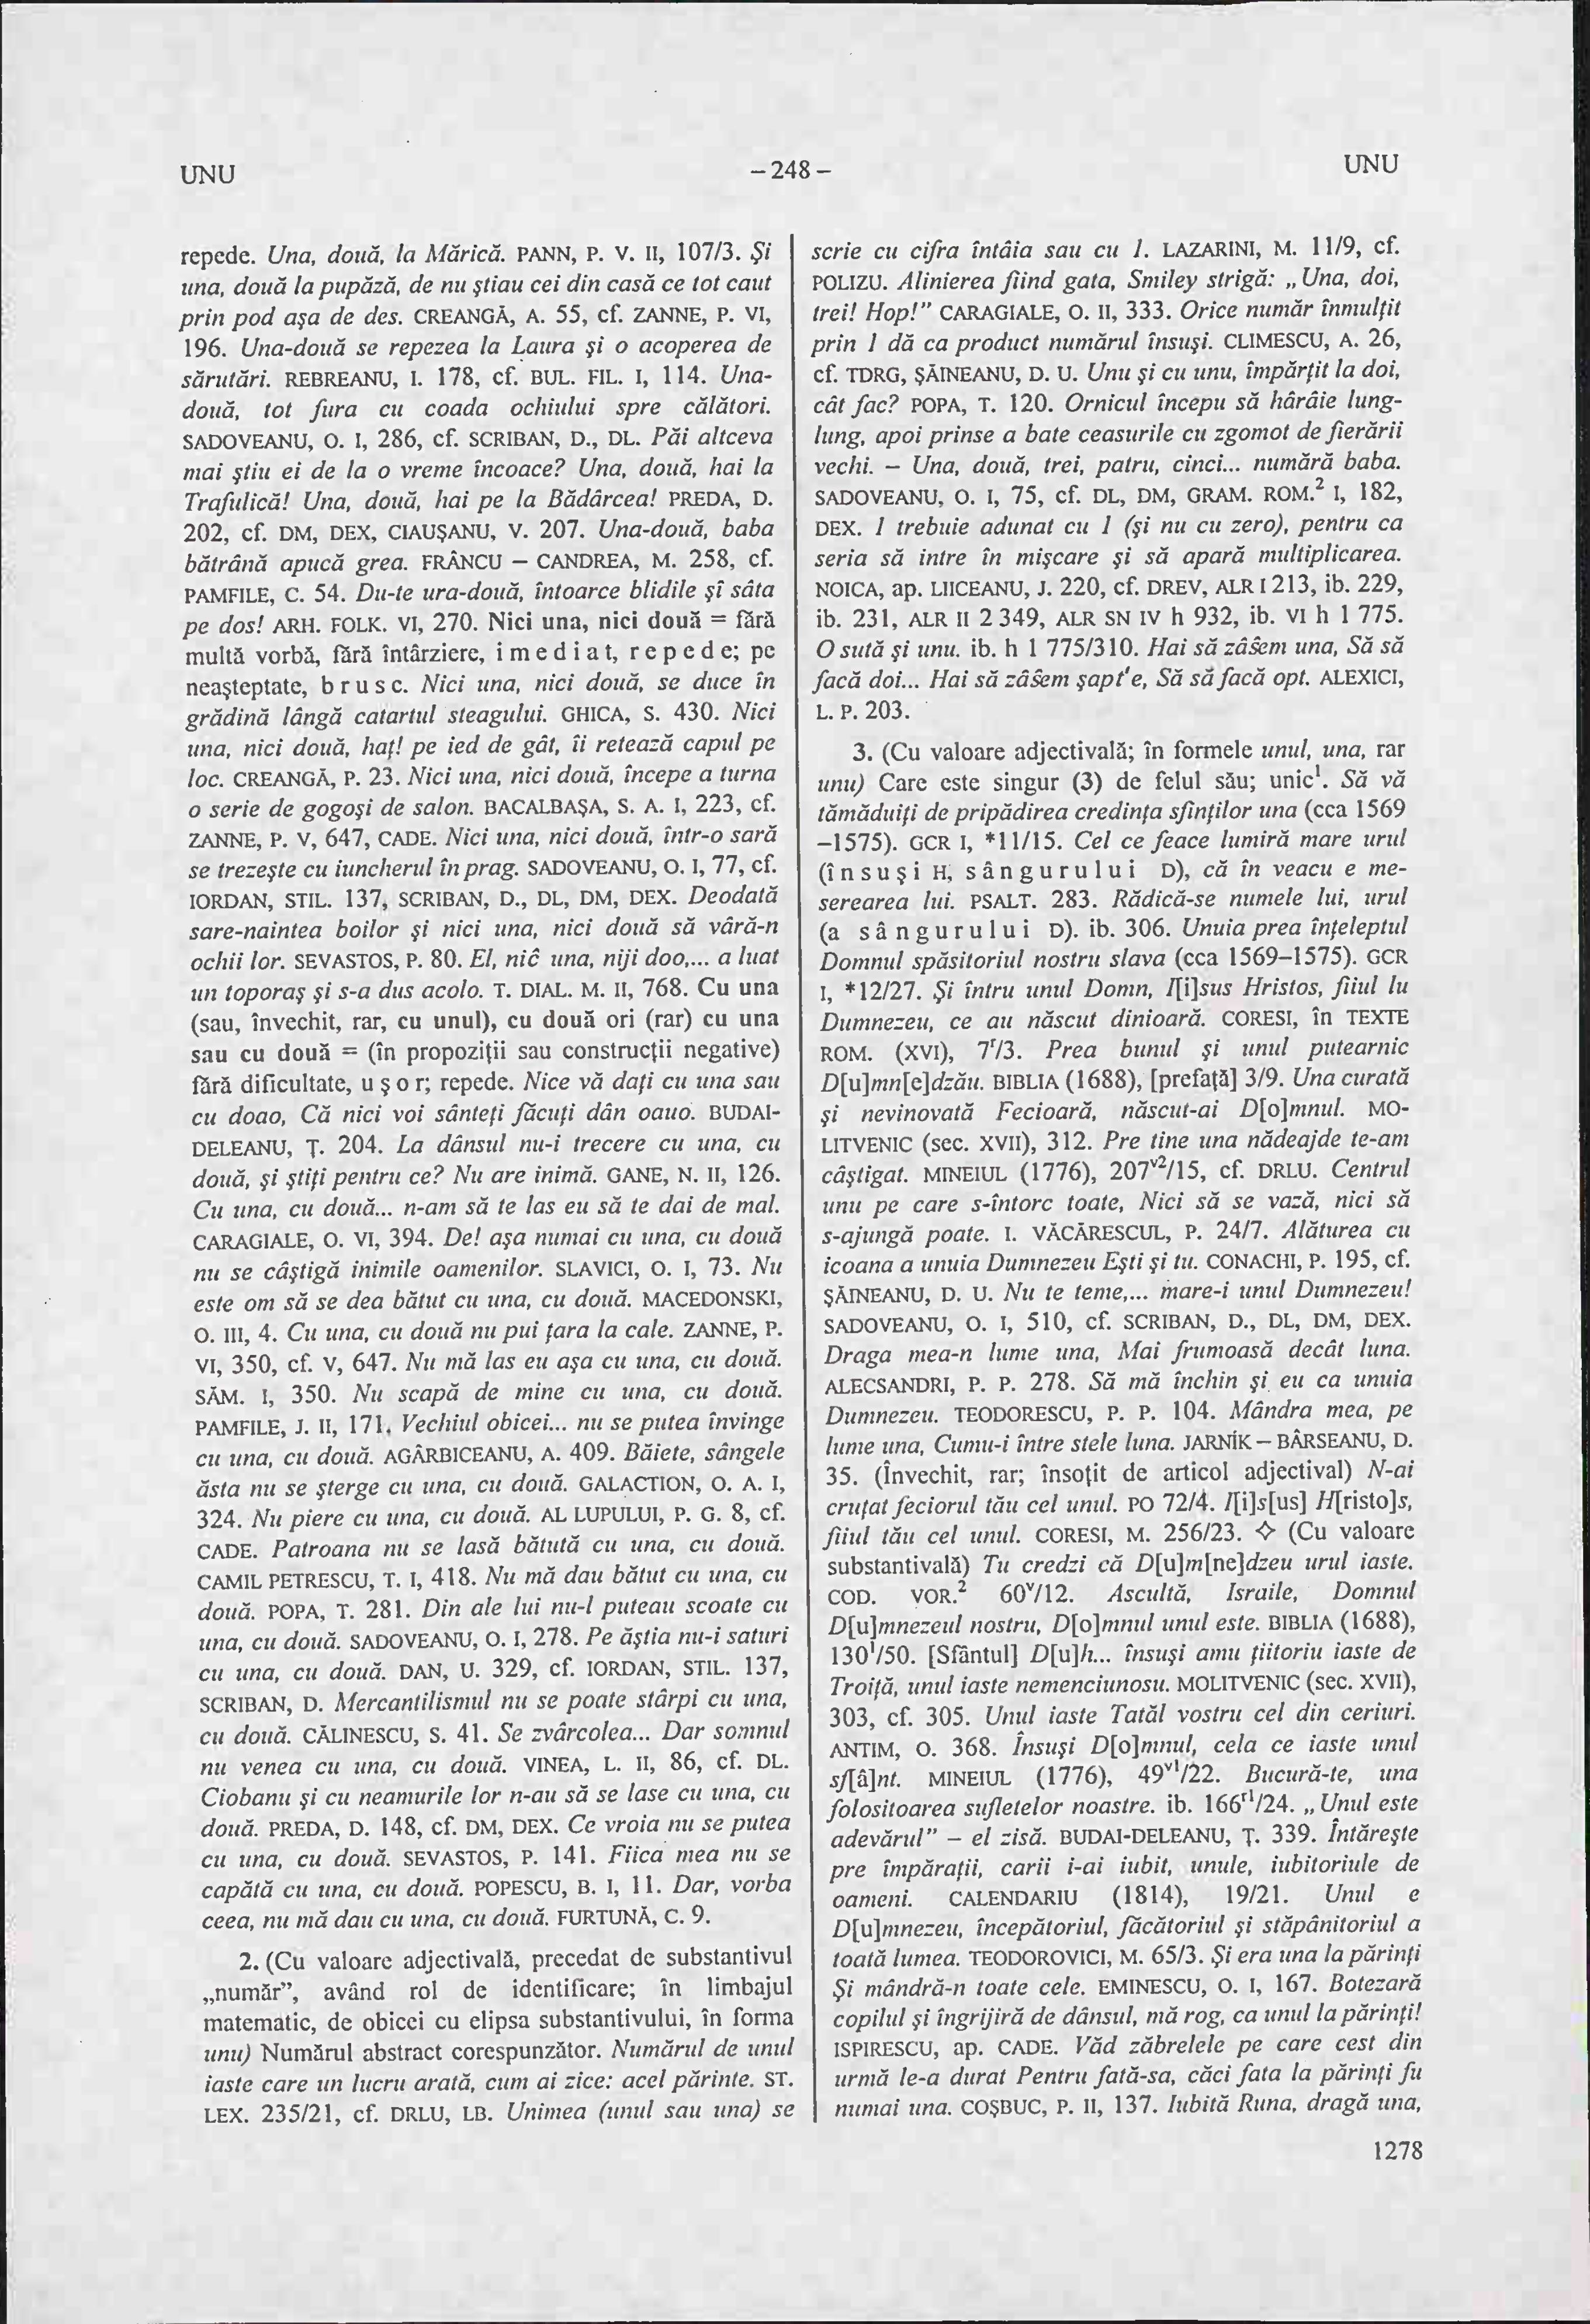 UNU
– 248 –
UNU
repede. Una, două, la Mărică. PANN, P. V. II, 107/3. Şi
una, două la pupăză, de nu ştiau cei din casă ce tot caut
prin pod aşa de des. CREANGĂ, A. 55, cf. ZANNE, P. VI,
196. Una-două se repezea la Laura şi o acoperea de
sărutări. REBREANU, I. 178, cf. BUL. FIL. I, 114. Una-
două, tot fura cu coada ochiului spre călători.
SADOVEANU, O. I, 286, cf. SCRIBAN, D., DL. Păi altceva
mai ştiu ei de la o vreme încoace? Una, două, hai la
Trafulică! Una, două, hai pe la Bădârcea! PREDA, D.
202, cf. DM, DEX, CIAUŞANU, V. 207. Una-două, baba
bătrână apucă grea. FRÂNCU – CANDREA, M. 258, cf.
PAMFILE, C. 54. Du-te ura-două, întoarce blidile şî sâta
pe dos! ARH. FOLK. VI, 270. Nici una, nici două = fără
multă vorbă, fără întârziere, i m e d i a t, r e p e d e; pe
neaşteptate, b r u s c. Nici una, nici două, se duce în
grădină lângă catartul steagului. GHICA, S. 430. Nici
una, nici două, haţ! pe ied de gât, îi retează capul pe
loc. CREANGĂ, P. 23. Nici una, nici două, începe a turna
o serie de gogoşi de salon. BACALBAŞA, S. A. I, 223, cf.
ZANNE, P. V, 647, CADE. Nici una, nici două, într-o sară
se trezeşte cu iuncherul în prag. SADOVEANU, O. I, 77, cf.
IORDAN, STIL. 137, SCRIBAN, D., DL, DM, DEX. Deodată
sare-naintea boilor şi nici una, nici două să vâră-n
ochii lor. SEVASTOS, P. 80. El, nič una, niji doo,... a luat
un toporaş şi s-a dus acolo. T. DIAL. M. II, 768. Cu una
(sau, învechit, rar, cu unul), cu două ori (rar) cu una
sau cu două = (în propoziţii sau construcţii negative)
fără dificultate, u ş o r; repede. Nice vă daţi cu una sau
cu doao, Că nici voi sânteţi făcuţi dân oauo. BUDAI-
DELEANU, Ţ. 204. La dânsul nu-i trecere cu una, cu
două, şi ştiţi pentru ce? Nu are inimă. GANE, N. II, 126.
Cu una, cu două... n-am să te las eu să te dai de mal.
CARAGIALE, O. VI, 394. De! aşa numai cu una, cu două
nu se câştigă inimile oamenilor. SLAVICI, O. I, 73. Nu
este om să se dea bătut cu una, cu două. MACEDONSKI,
O. III, 4. Cu una, cu două nu pui ţara la cale. ZANNE, P.
VI, 350, cf. V, 647. Nu mă las eu aşa cu una, cu două.
SĂM. I, 350. Nu scapă de mine cu una, cu două.
PAMFILE, J. II, 171. Vechiul obicei... nu se putea învinge
cu una, cu două. AGÂRBICEANU, A. 409. Băiete, sângele
ăsta nu se şterge cu una, cu două. GALACTION, O. A. I,
324. Nu piere cu una, cu două. AL LUPULUI, P. G. 8, cf.
CADE. Patroana nu se lasă bătută cu una, cu două.
CAMIL PETRESCU, T. I, 418. Nu mă dau bătut cu una, cu
două. POPA, T. 281. Din ale lui nu-l puteau scoate cu
una, cu două. SADOVEANU, O. I, 278. Pe ăştia nu-i saturi
cu una, cu două. DAN, U. 329, cf. IORDAN, STIL. 137,
SCRIBAN, D. Mercantilismul nu se poate stârpi cu una,
cu două. CĂLINESCU, S. 41. Se zvârcolea... Dar somnul
nu venea cu una, cu două. VINEA, L. II, 86, cf. DL.
Ciobanu şi cu neamurile lor n-au să se lase cu una, cu
două. PREDA, D. 148, cf. DM, DEX. Ce vroia nu se putea
cu una, cu două. SEVASTOS, P. 141. Fiica mea nu se
capătă cu una, cu două. POPESCU, B. I, 11. Dar, vorba
ceea, nu mă dau cu una, cu două. FURTUNĂ, C. 9.
2. (Cu valoare adjectivală, precedat de substantivul
„număr”, având rol de identificare; în limbajul
matematic, de obicei cu elipsa substantivului, în forma
unu) Numărul abstract corespunzător. Numărul de unul
iaste care un lucru arată, cum ai zice: acel părinte. ST.
LEX. 235/21, cf. DRLU, LB. Unimea (unul sau una) se
scrie cu cifra întâia sau cu 1. LAZARINI, M. 11/9, cf.
POLIZU. Alinierea fiind gata, Smiley strigă: „Una, doi,
trei! Hop!” CARAGIALE, O. II, 333. Orice număr înmulţit
prin 1 dă ca product numărul însuşi. CLIMESCU, A. 26,
cf. TDRG, ŞĂINEANU, D. U. Unu şi cu unu, împărţit la doi,
cât fac? POPA, T. 120. Ornicul începu să hârâie lung-
lung, apoi prinse a bate ceasurile cu zgomot de fierării
vechi. – Una, două, trei, patru, cinci... numără baba.
SADOVEANU, O. I, 75, cf. DL, DM, GRAM. ROM.² I, 182,
DEX. 1 trebuie adunat cu 1 (şi nu cu zero), pentru ca
seria să intre în mişcare şi să apară multiplicarea.
NOICA, ap. LIICEANU, J. 220, cf. DREV, ALR I 213, ib. 229,
ib. 231, ALR II 2 349, ALR SN IV h 932, ib. VI h 1 775.
O sută şi unu. ib. h 1 775/310. Hai să zâšem una, Să să
facă doi... Hai să zâšem şapt'e, Să să facă opt. ALEXICI,
L. P. 203.
3. (Cu valoare adjectivală; în formele unul, una, rar
unu) Care este singur (3) de felul său; unic¹. Să vă
tămăduiţi de pripădirea credinţa sfinţilor una (cca 1569
–1575). GCR I, *11/15. Cel ce feace lumiră mare urul
(î n s u ş i H, s â n g u r u l u i D), că în veacu e me-
serearea lui. PSALT. 283. Rădică-se numele lui, urul
(a s â n g u r u l u i D). ib. 306. Unuia prea înţeleptul
Domnul spăsitoriul nostru slava (cca 1569–1575). GCR
I, *12/27. Şi întru unul Domn, I[i]sus Hristos, fiiul lu
Dumnezeu, ce au născut dinioară. CORESI, în TEXTE
ROM. (XVI), 7ʳ/3. Prea bunul şi unul putearnic
D[u]mn[e]dzău. BIBLIA (1688), [prefaţă] 3/9. Una curată
şi nevinovată Fecioară, născut-ai D[o]mnul. MO-
LITVENIC (sec. XVII), 312. Pre tine una nădeajde te-am
câştigat. MINEIUL (1776), 207ᵛ²/15, cf. DRLU. Centrul
unu pe care s-întorc toate, Nici să se vază, nici să
s-ajungă poate. I. VĂCĂRESCUL, P. 24/7. Alăturea cu
icoana a unuia Dumnezeu Eşti şi tu. CONACHI, P. 195, cf.
ŞĂINEANU, D. U. Nu te teme,... mare-i unul Dumnezeu!
SADOVEANU, O. I, 510, cf. SCRIBAN, D., DL, DM, DEX.
Draga mea-n lume una, Mai frumoasă decât luna.
ALECSANDRI, P. P. 278. Să mă închin şi eu ca unuia
Dumnezeu. TEODORESCU, P. P. 104. Mândra mea, pe
lume una, Cumu-i între stele luna. JARNÍK – BÂRSEANU, D.
35. (Învechit, rar; însoţit de articol adjectival) N-ai
cruţat feciorul tău cel unul. PO 72/4. I[i]s[us] H[risto]s,
fiiul tău cel unul. CORESI, M. 256/23. ◇ (Cu valoare
substantivală) Tu credzi că D[u]m[ne]dzeu urul iaste.
COD. VOR.² 60ᵛ/12. Ascultă, Israile, Domnul
D[u]mnezeul nostru, D[o]mnul unul este. BIBLIA (1688),
130¹/50. [Sfântul] D[u]h... însuşi amu ţiitoriu iaste de
Troiţă, unul iaste nemenciunosu. MOLITVENIC (sec. XVII),
303, cf. 305. Unul iaste Tatăl vostru cel din ceriuri.
ANTIM, O. 368. Însuşi D[o]mnul, cela ce iaste unul
sf[â]nt. MINEIUL (1776), 49ᵛ¹/22. Bucură-te, una
folositoarea sufletelor noastre. ib. 166ʳ¹/24. „Unul este
adevărul” – el zisă. BUDAI-DELEANU, Ţ. 339. Întăreşte
pre împăraţii, carii i-ai iubit, unule, iubitoriule de
oameni. CALENDARIU (1814), 19/21. Unul e
D[u]mnezeu, începătoriul, făcătoriul şi stăpânitoriul a
toată lumea. TEODOROVICI, M. 65/3. Şi era una la părinţi
Şi mândră-n toate cele. EMINESCU, O. I, 167. Botezară
copilul şi îngrijiră de dânsul, mă rog, ca unul la părinţi!
ISPIRESCU, ap. CADE. Văd zăbrelele pe care cest din
urmă le-a durat Pentru fată-sa, căci fata la părinţi fu
numai una. COŞBUC, P. II, 137. Iubită Runa, dragă una,
1278